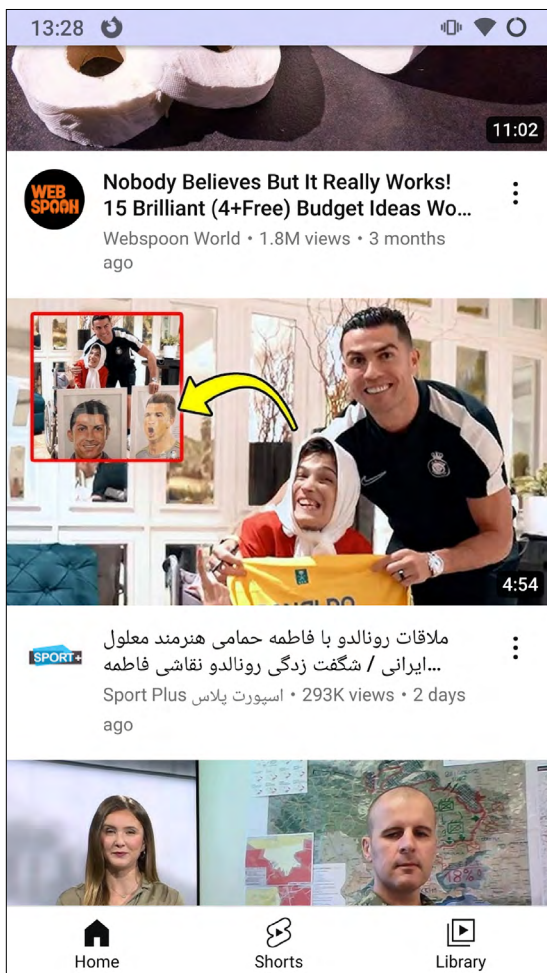 13:28
11:02
WEB
SPOON
Nobody Believes But It Really Works!
15 Brilliant (4+Free) Budget Ideas Wo...
Webspoon World • 1.8M views • 3 months
ago
RONALDO
4:54
SPORT+
ملاقات رونالدو با فاطمه حمامی هنرمند معلول
ایرانی / شگفت زدگی رونالدو نقاشی فاطمه...
Sport Plus اسپورت پلاس • 293K views • 2 days
ago
18%
Home
Shorts
Library